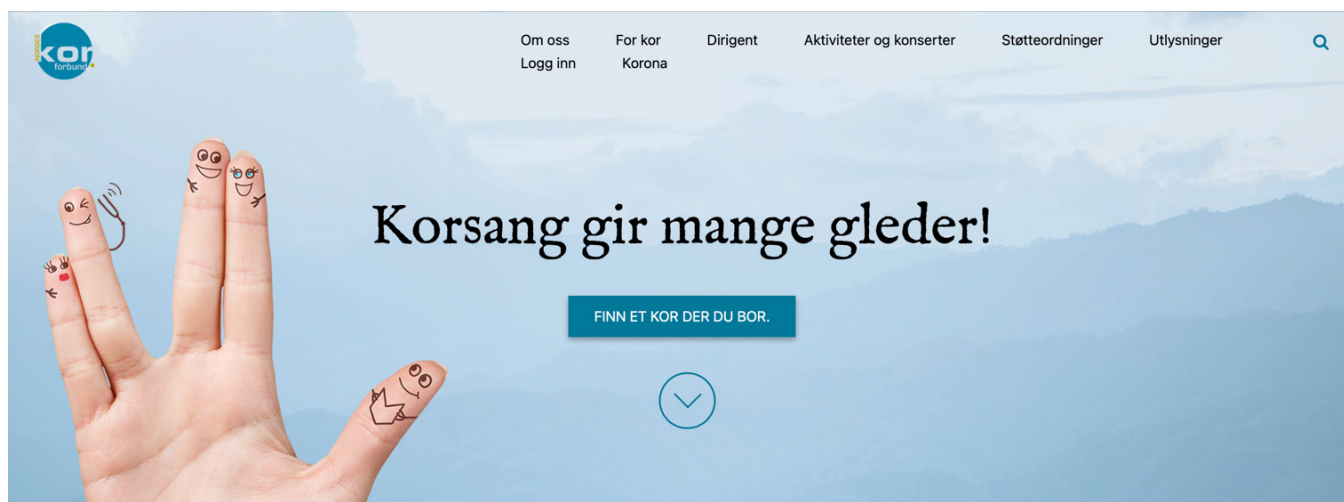 NORGES
kor
forbund
Om oss For kor Dirigent Aktiviteter og konserter Støtteordninger Utlysninger
Logg inn Korona
Korsang gir mange gleder!
FINN ET KOR DER DU BOR.